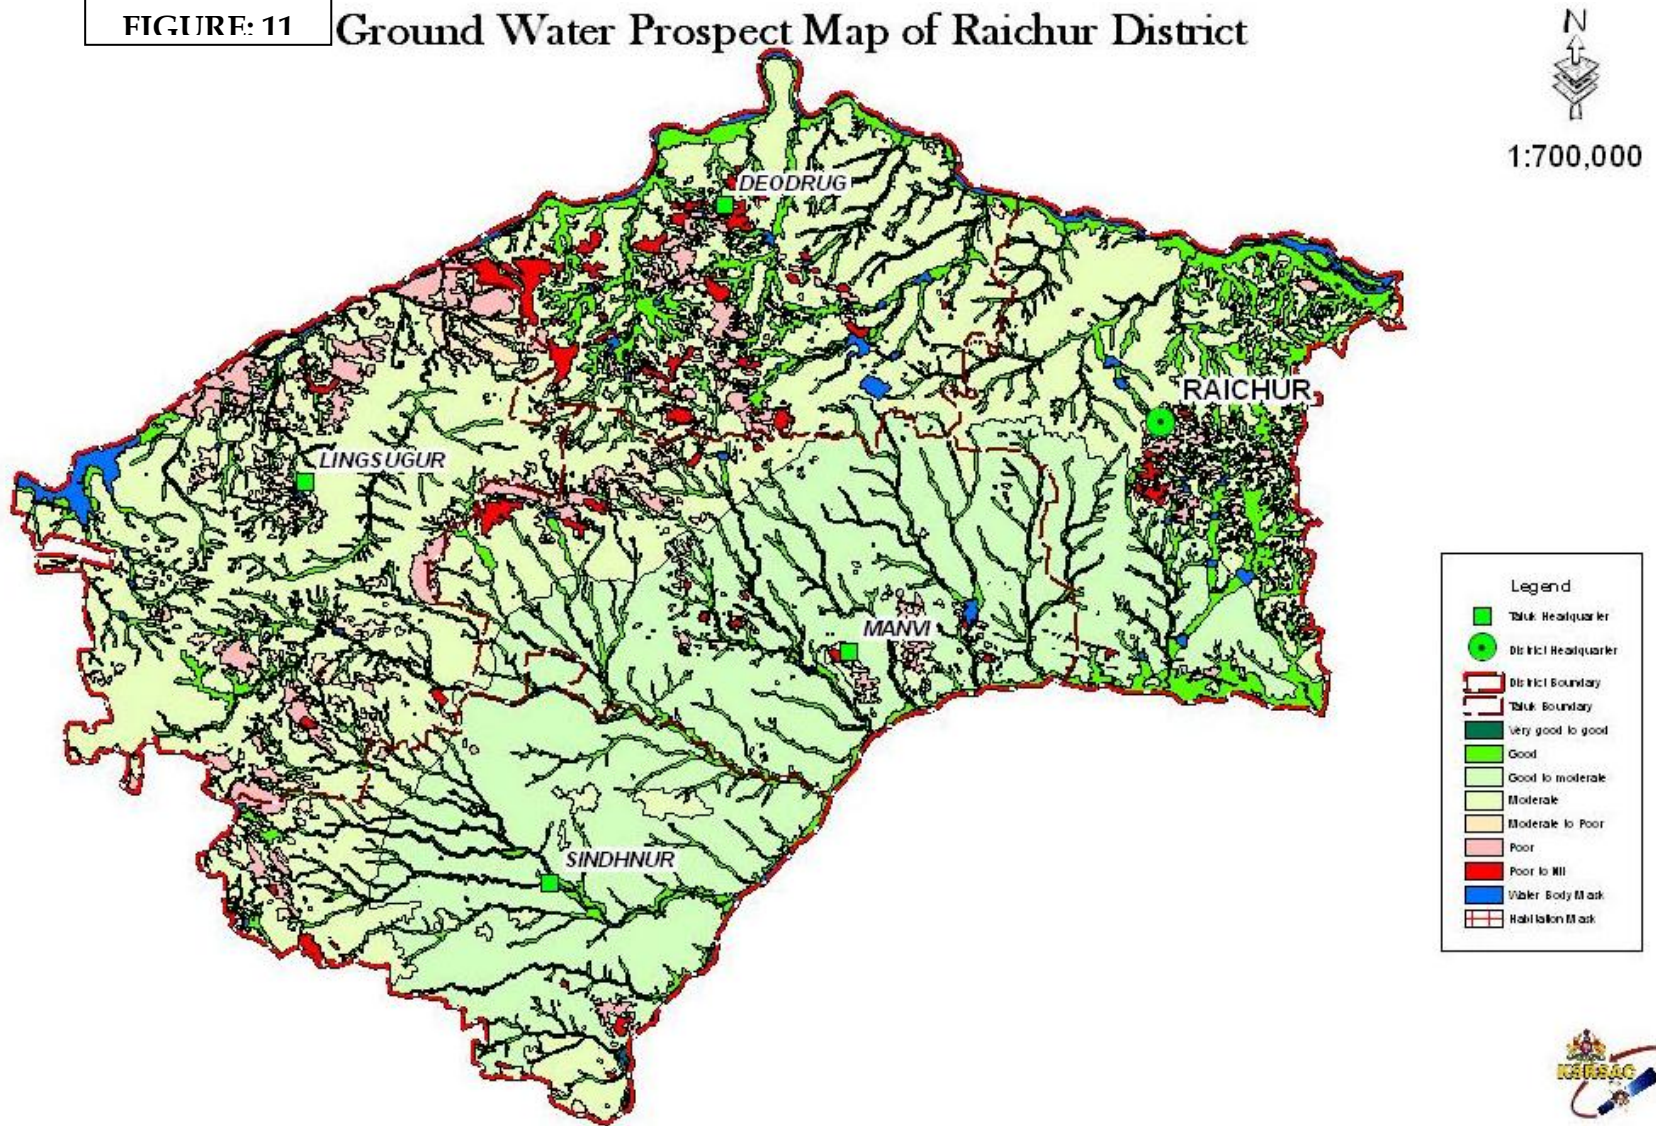 FIGURE: 11
Ground Water Prospect Map of Raichur District
N
1:700,000
DEODRUG
RAICHUR
LINGSUGUR
MANVI
SINDHNUR
Legend
Taluk Headquarter
District Headquarter
District Boundary
Taluk Boundary
Very good to good
Good
Good to moderate
Moderate
Moderate to Poor
Poor
Poor to Nil
Water Body Mask
Habitation Mask
KSRSAC